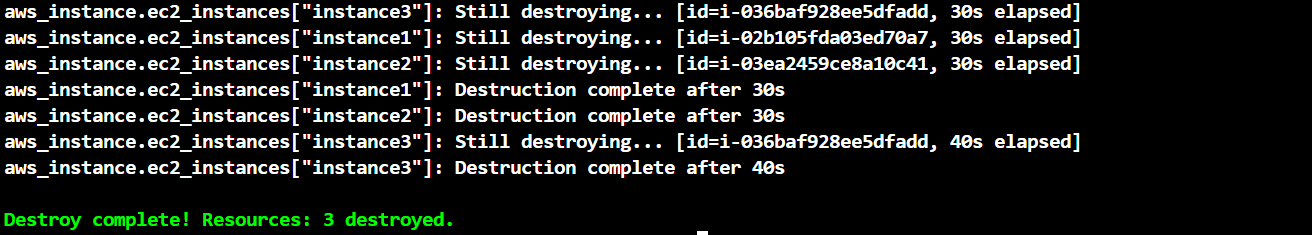 aws_instance.ec2_instances["instance3"]: Still destroying... [id=i-036baf928ee5dfadd, 30s elapsed]
aws_instance.ec2_instances["instance1"]: Still destroying... [id=i-02b105fda03ed70a7, 30s elapsed]
aws_instance.ec2_instances["instance2"]: Still destroying... [id=i-03ea2459ce8a10c41, 30s elapsed]
aws_instance.ec2_instances["instance1"]: Destruction complete after 30s
aws_instance.ec2_instances["instance2"]: Destruction complete after 30s
aws_instance.ec2_instances["instance3"]: Still destroying... [id=i-036baf928ee5dfadd, 40s elapsed]
aws_instance.ec2_instances["instance3"]: Destruction complete after 40s
Destroy complete! Resources: 3 destroyed.